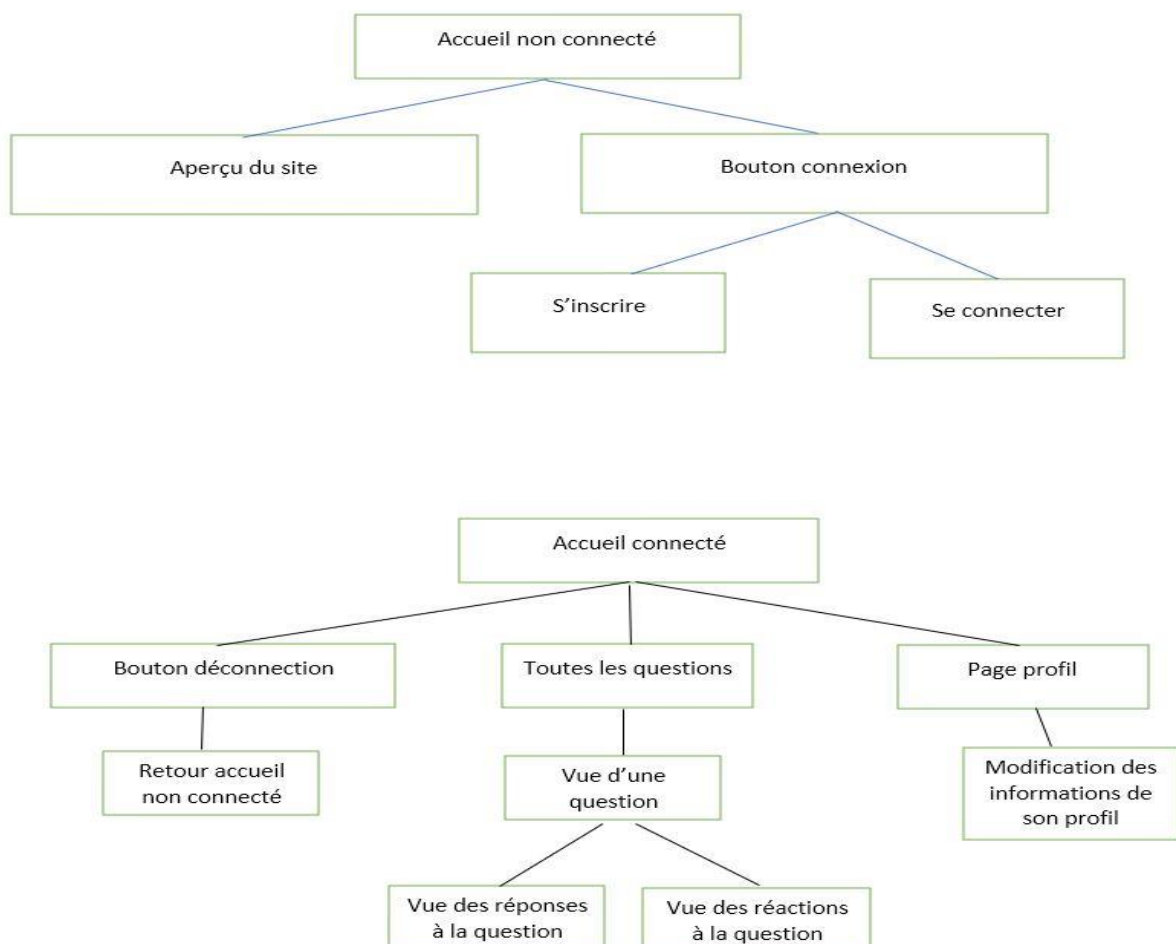 Accueil non connecté
Aperçu du site
Bouton connexion
S’inscrire
Se connecter
Accueil connecté
Bouton déconnection
Toutes les questions
Page profil
Retour accueil
non connecté
Vue d’une
question
Modification des
informations de
son profil
Vue des réponses
à la question
Vue des réactions
à la question